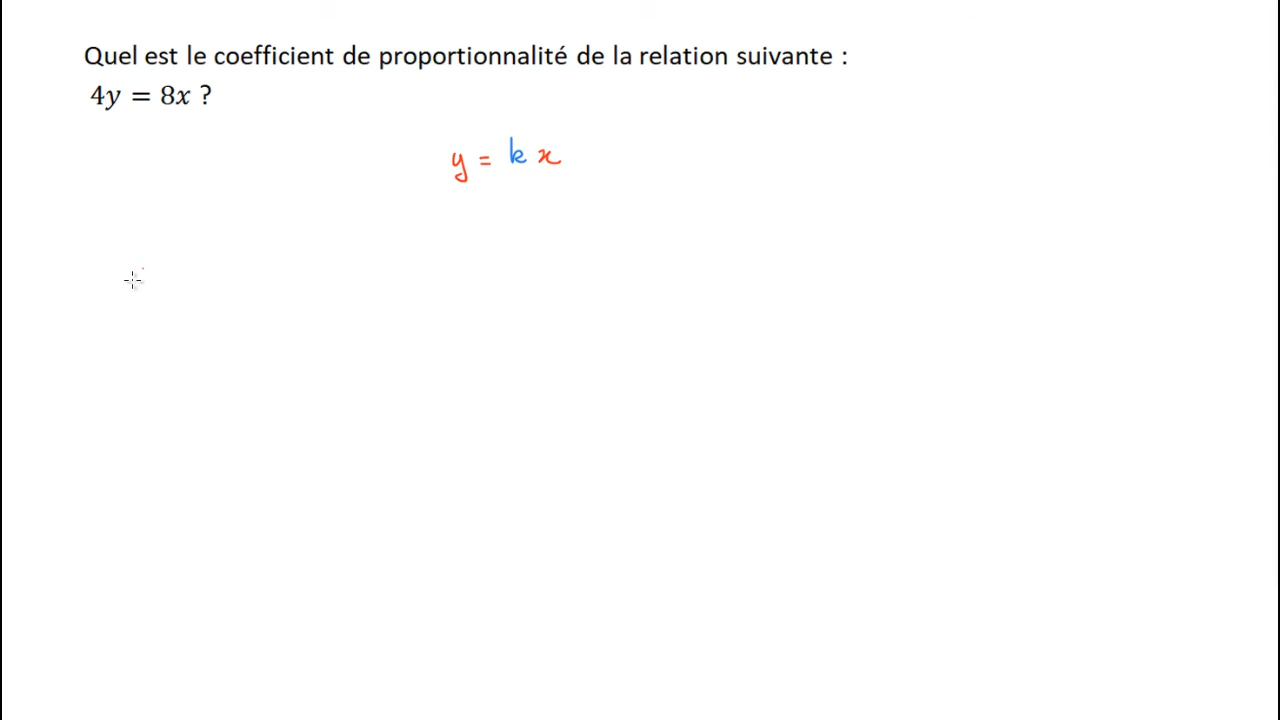 Quel est le coefficient de proportionnalité de la relation suivante :
4y = 8x ?
y = k x